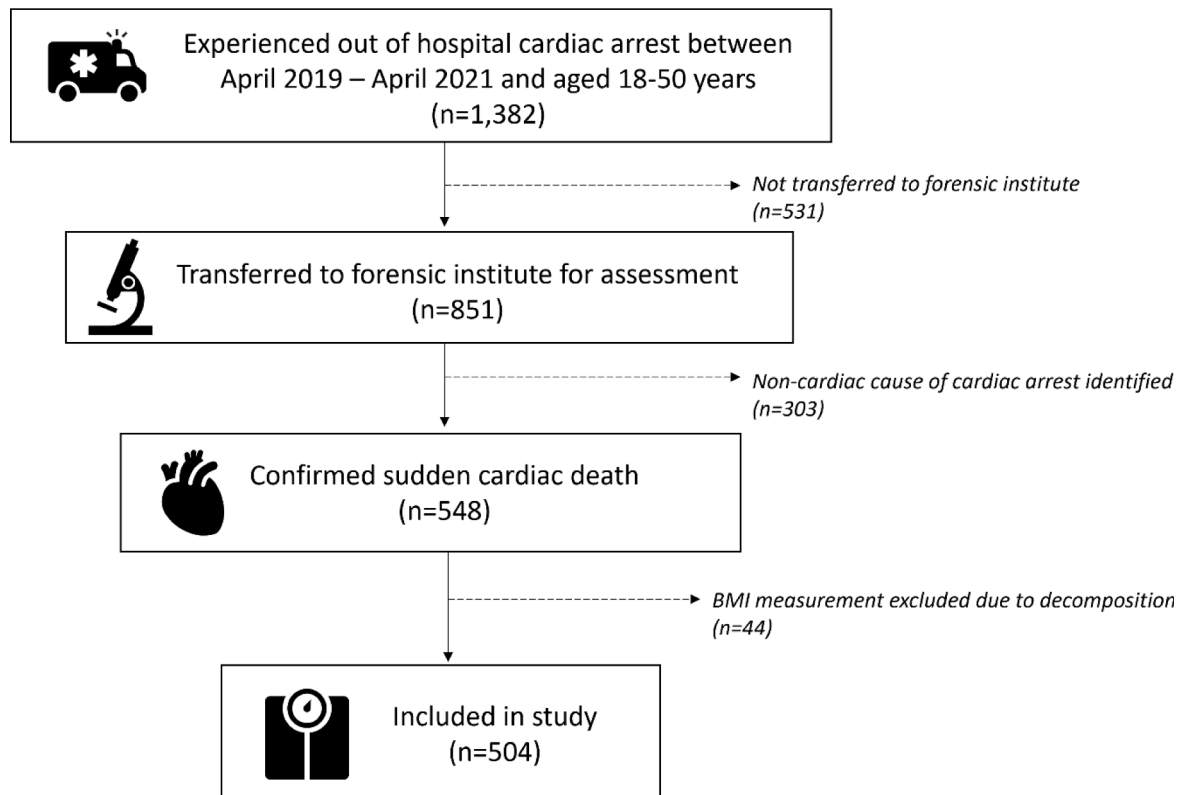 Experienced out of hospital cardiac arrest between
April 2019 – April 2021 and aged 18-50 years
(n=1,382)
Not transferred to forensic institute
(n=531)
Transferred to forensic institute for assessment
(n=851)
Non-cardiac cause of cardiac arrest identified
(n=303)
Confirmed sudden cardiac death
(n=548)
BMI measurement excluded due to decomposition
(n=44)
Included in study
(n=504)